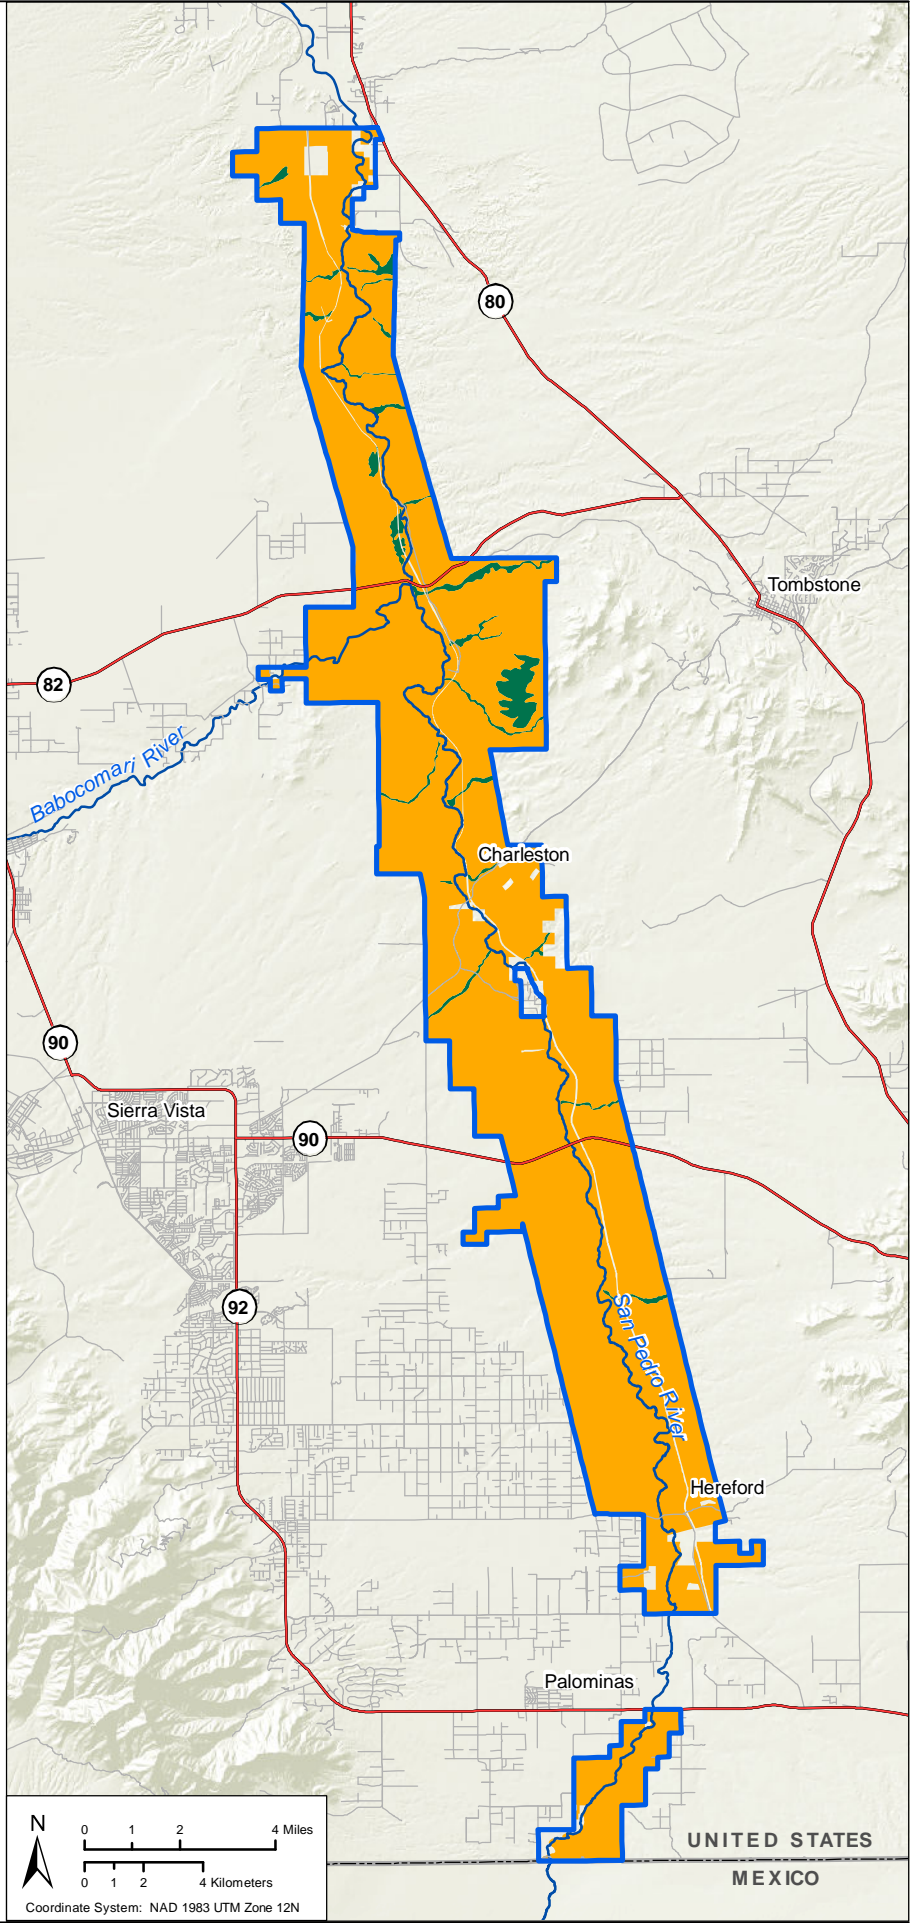 80
Tombstone
82
Babocomari River
Charleston
90
Sierra Vista
90
92
San Pedro River
Hereford
Palominas
N
0 1 2 4 Miles
0 1 2 4 Kilometers
Coordinate System: NAD 1983 UTM Zone 12N
UNITED STATES
MEXICO